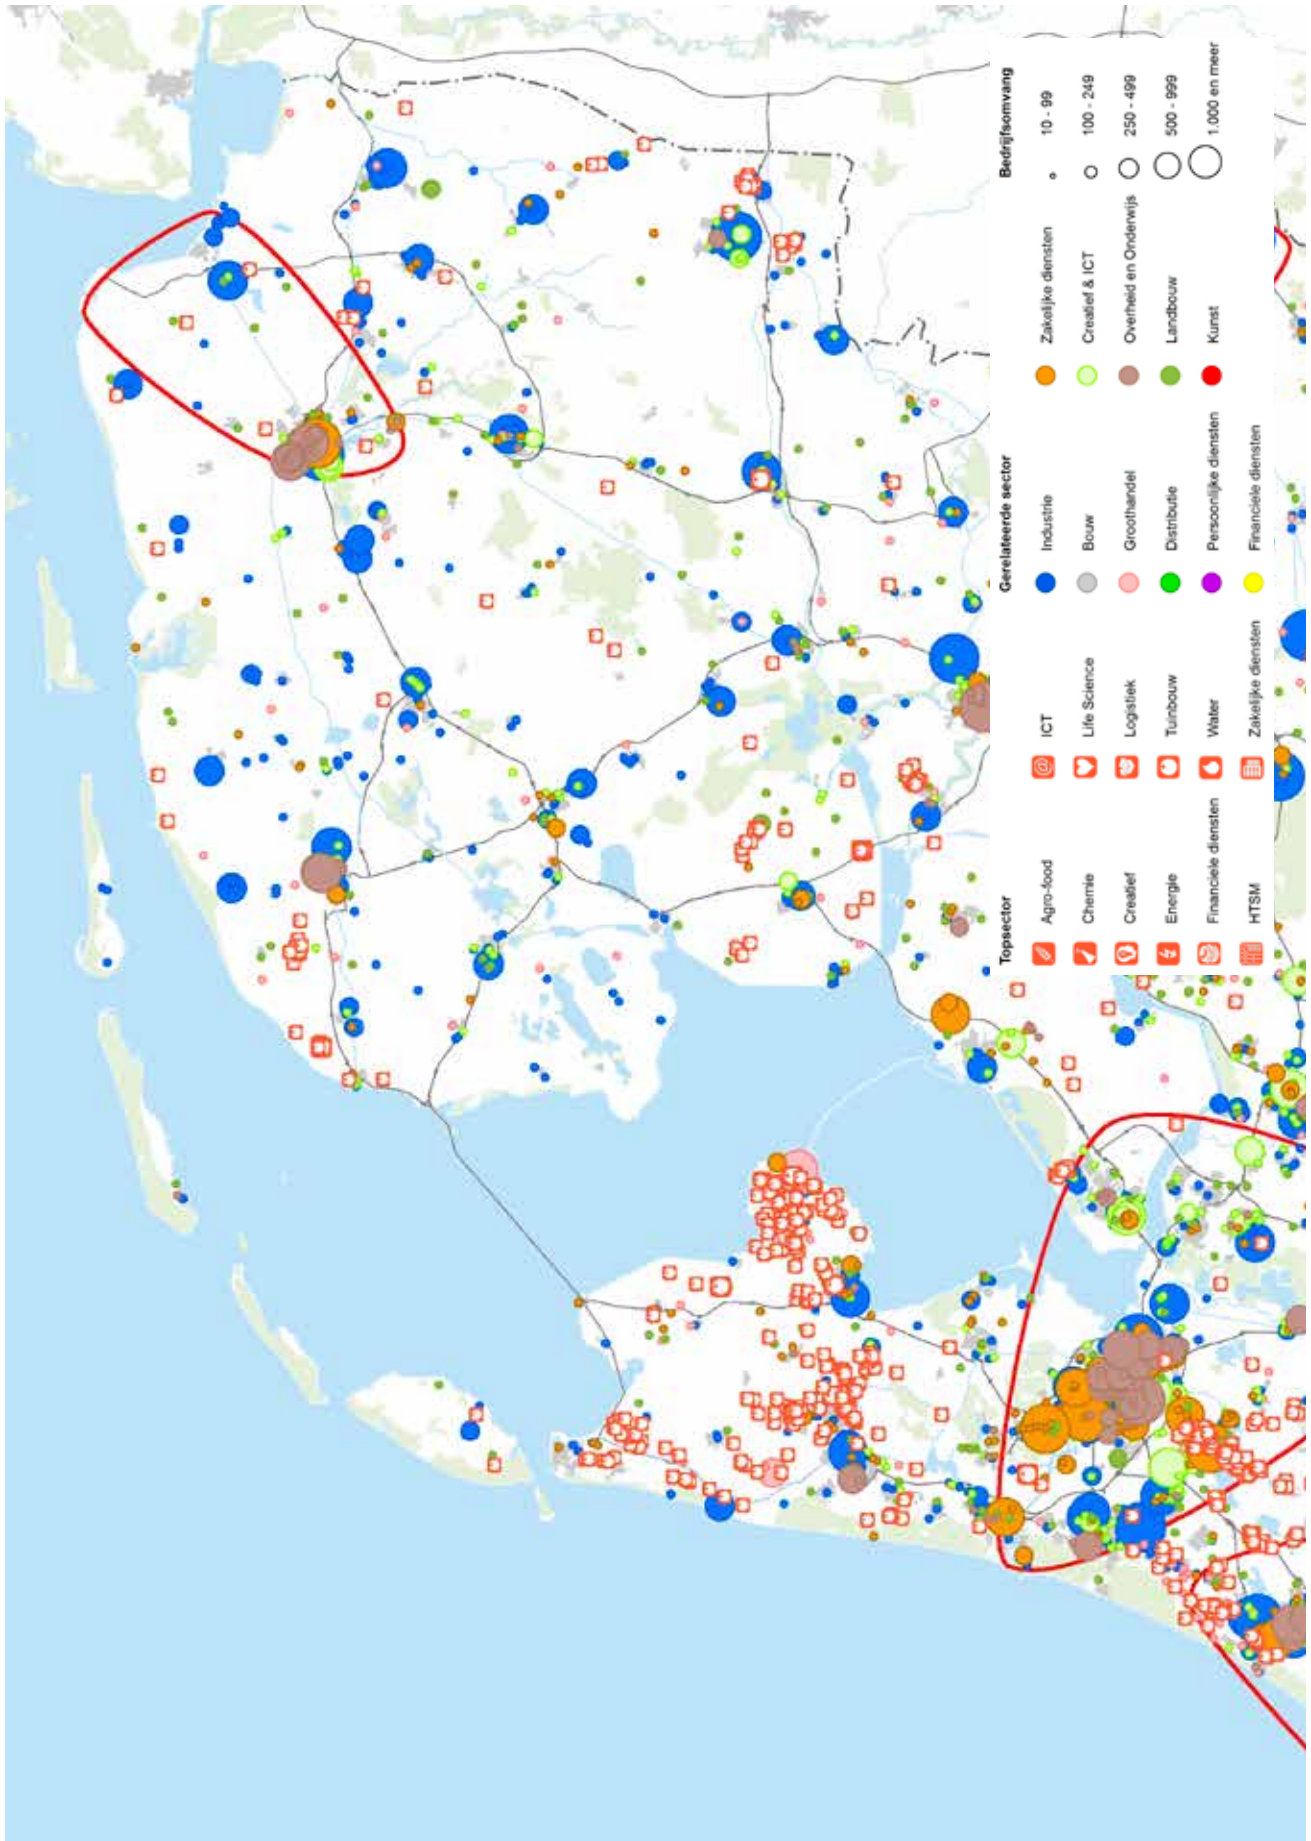 Topsector
Agro-food
Chemie
Creatief
Energie
Financiele diensten
HTSM
ICT
Life Science
Logistiek
Tuinbouw
Water
Zakelijke diensten
Gerelateerde sector
Industrie
Bouw
Groothandel
Distributie
Persoonlijke diensten
Financiele diensten
Zakelijke diensten
Creatief & ICT
Overheid en Onderwijs
Landbouw
Kunst
Bedrijfsomvang
10 - 99
100 - 249
250 - 499
500 - 999
1.000 en meer